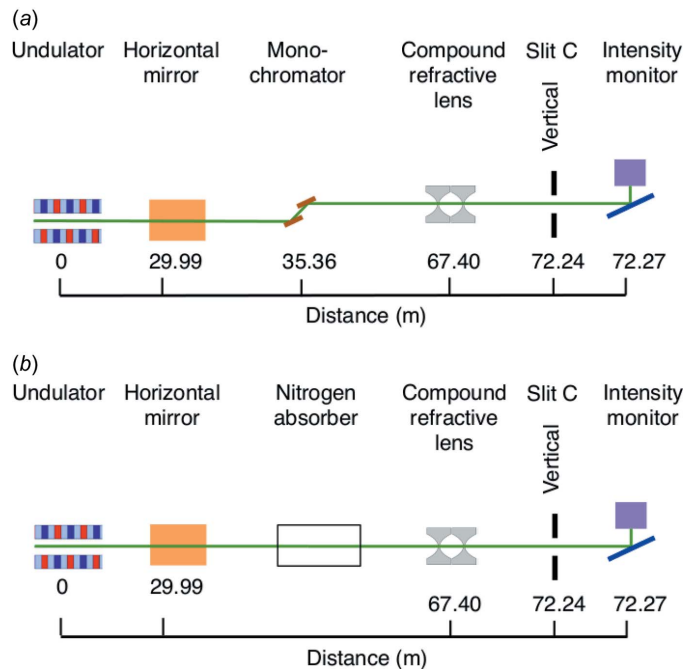 (a)
Undulator
Horizontal
mirror
Mono-
chromator
Compound
refractive
lens
Slit C
Vertical
Intensity
monitor
0
29.99
35.36
67.40
72.24
72.27
Distance (m)
(b)
Undulator
Horizontal
mirror
Nitrogen
absorber
Compound
refractive
lens
Slit C
Vertical
Intensity
monitor
0
29.99
67.40
72.24
72.27
Distance (m)